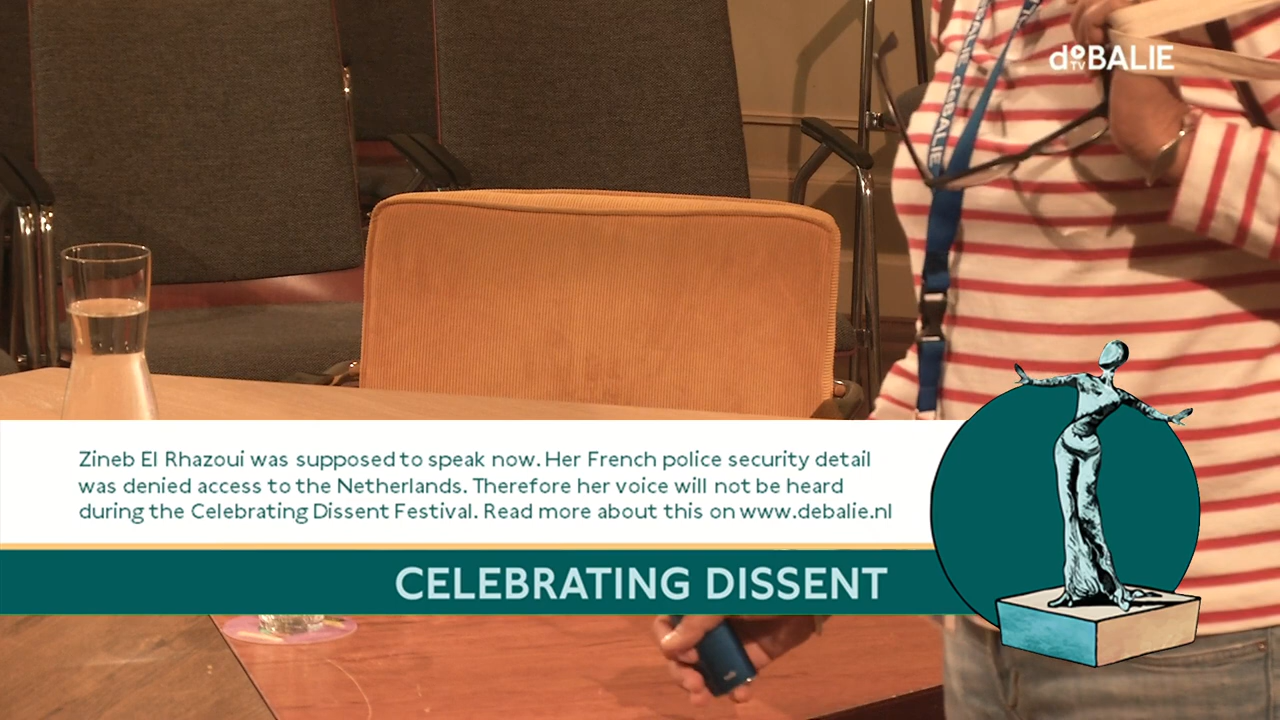 deBALIE
TV
deBALIE
Zineb El Rhazoui was supposed to speak now. Her French police security detail
was denied access to the Netherlands. Therefore her voice will not be heard
during the Celebrating Dissent Festival. Read more about this on www.debalie.nl
CELEBRATING DISSENT